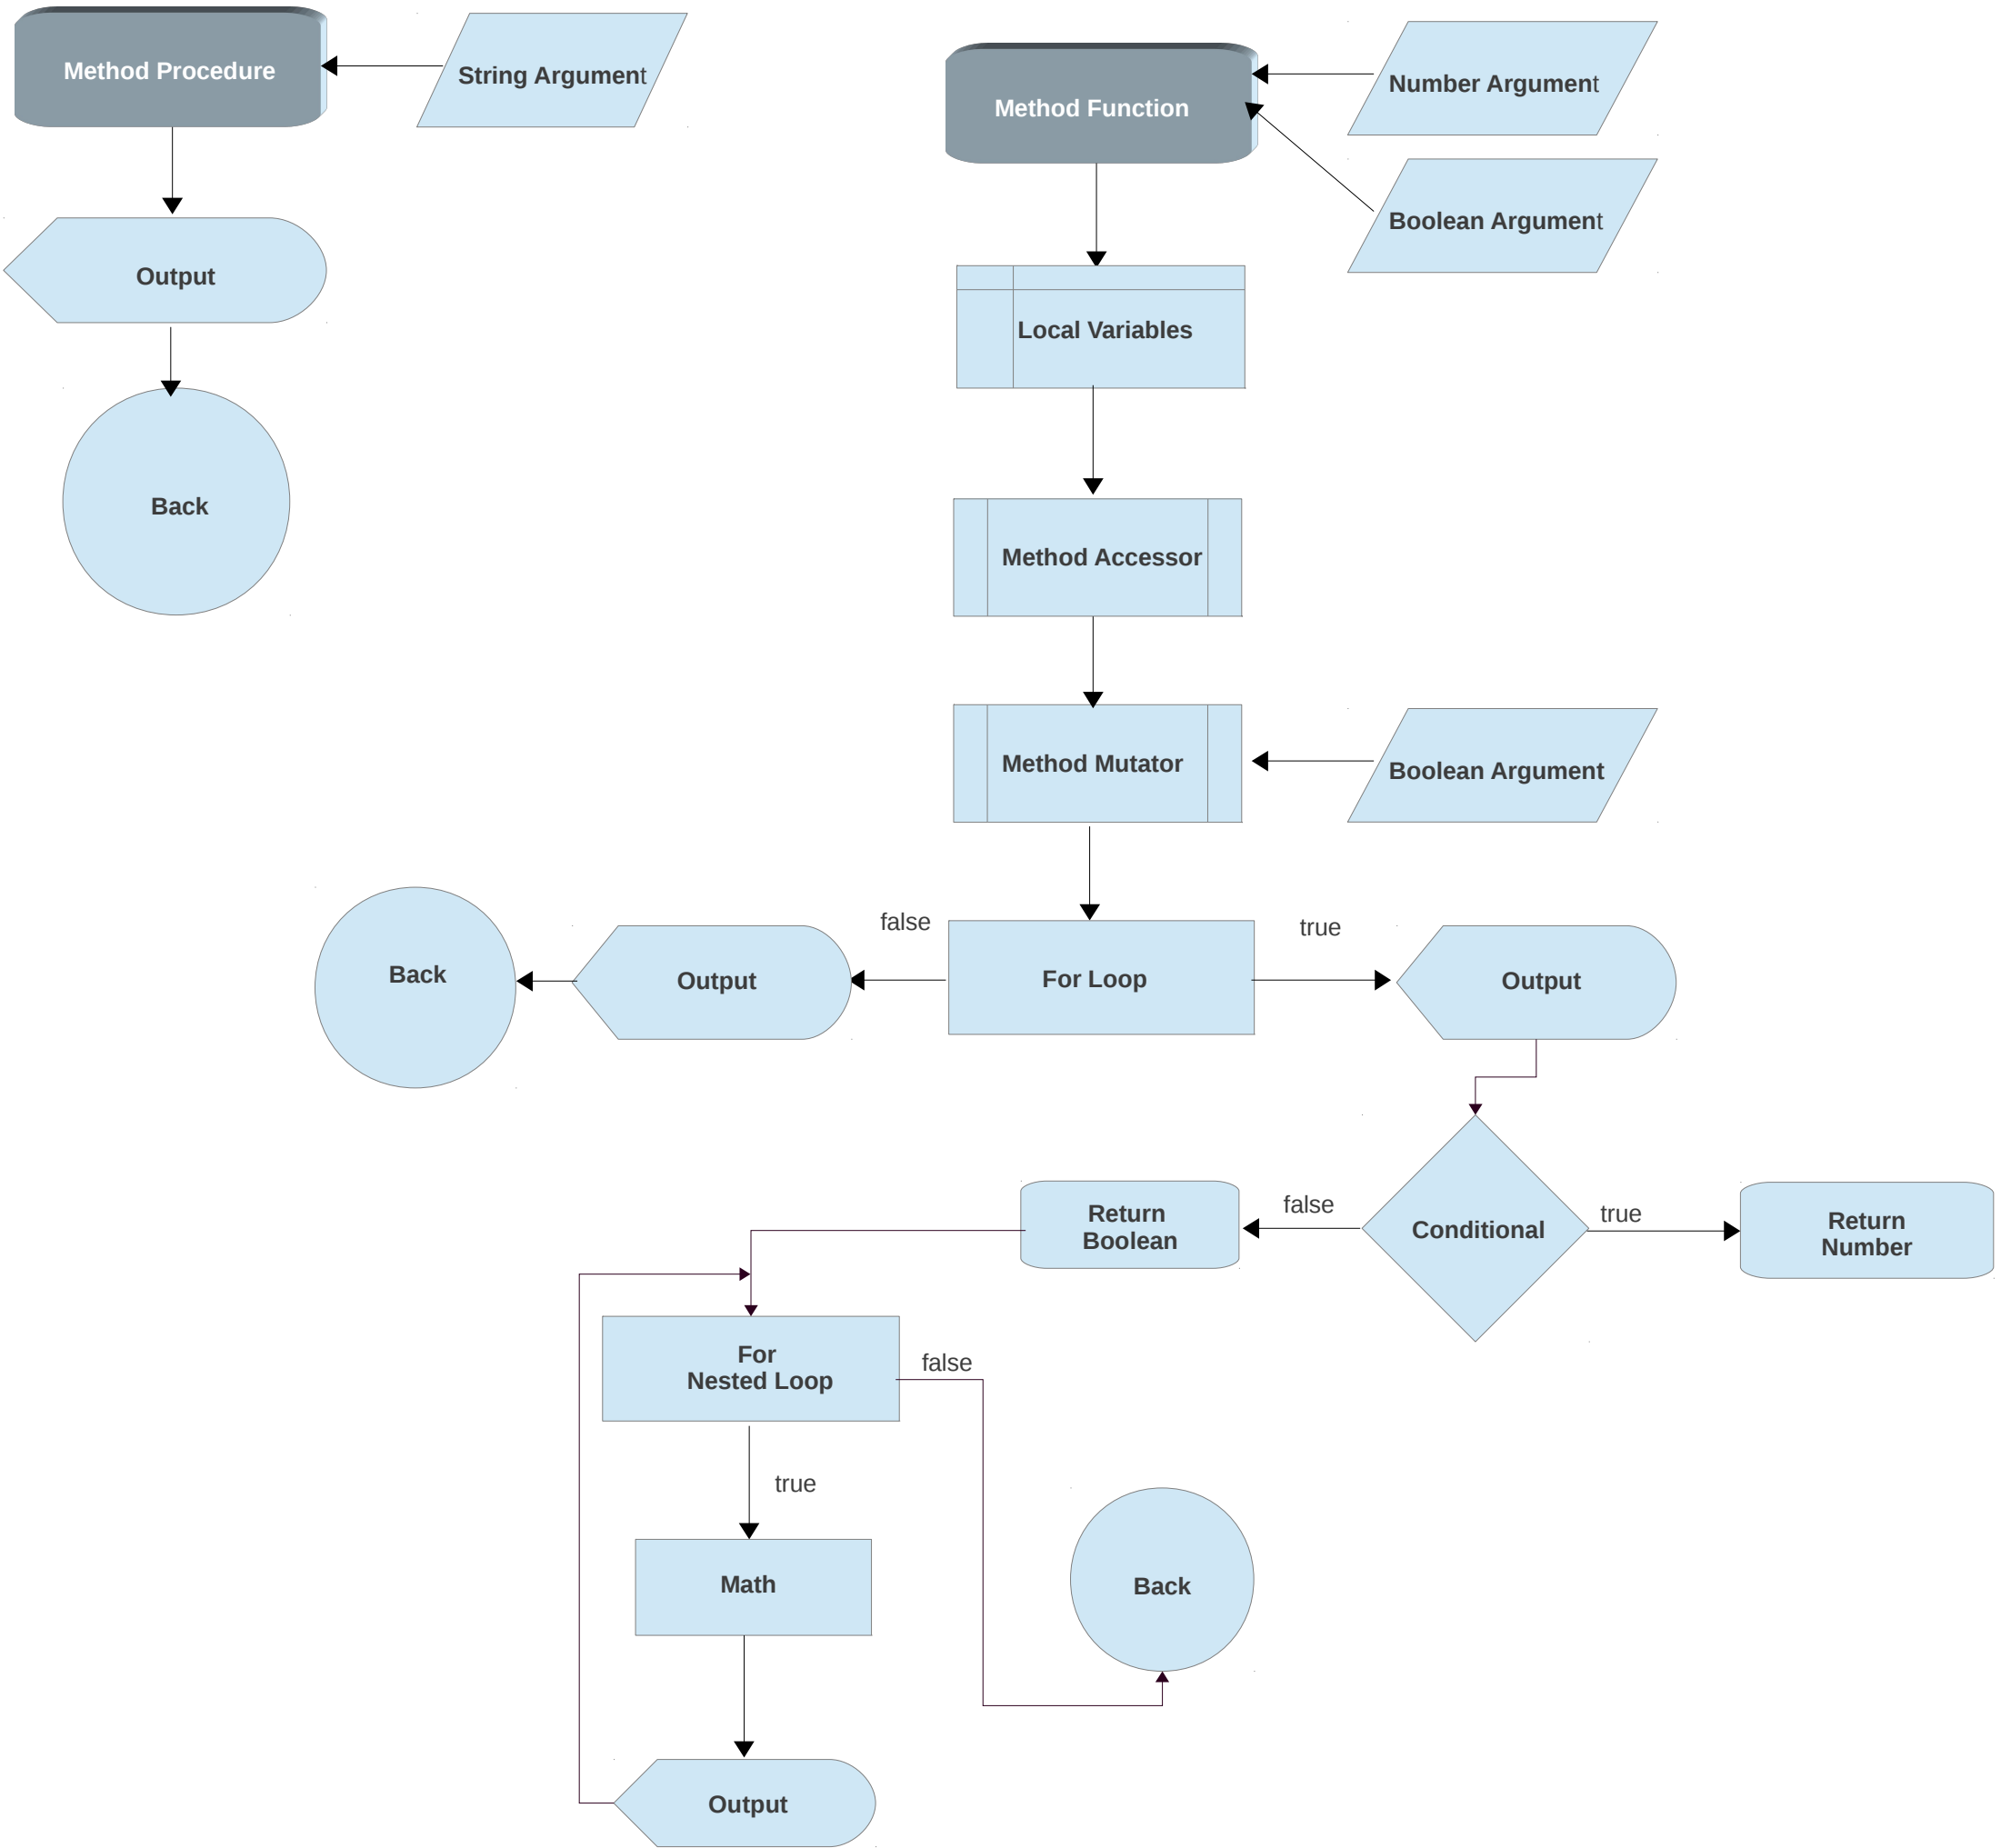 Method Procedure
String Argument
Output
Back
Method Function
Number Argument
Boolean Argument
Local Variables
Method Accessor
Method Mutator
Boolean Argument
For Loop
false
true
Output
Back
Output
Conditional
false
true
Return
Boolean
Return
Number
For
Nested Loop
false
true
Math
Back
Output